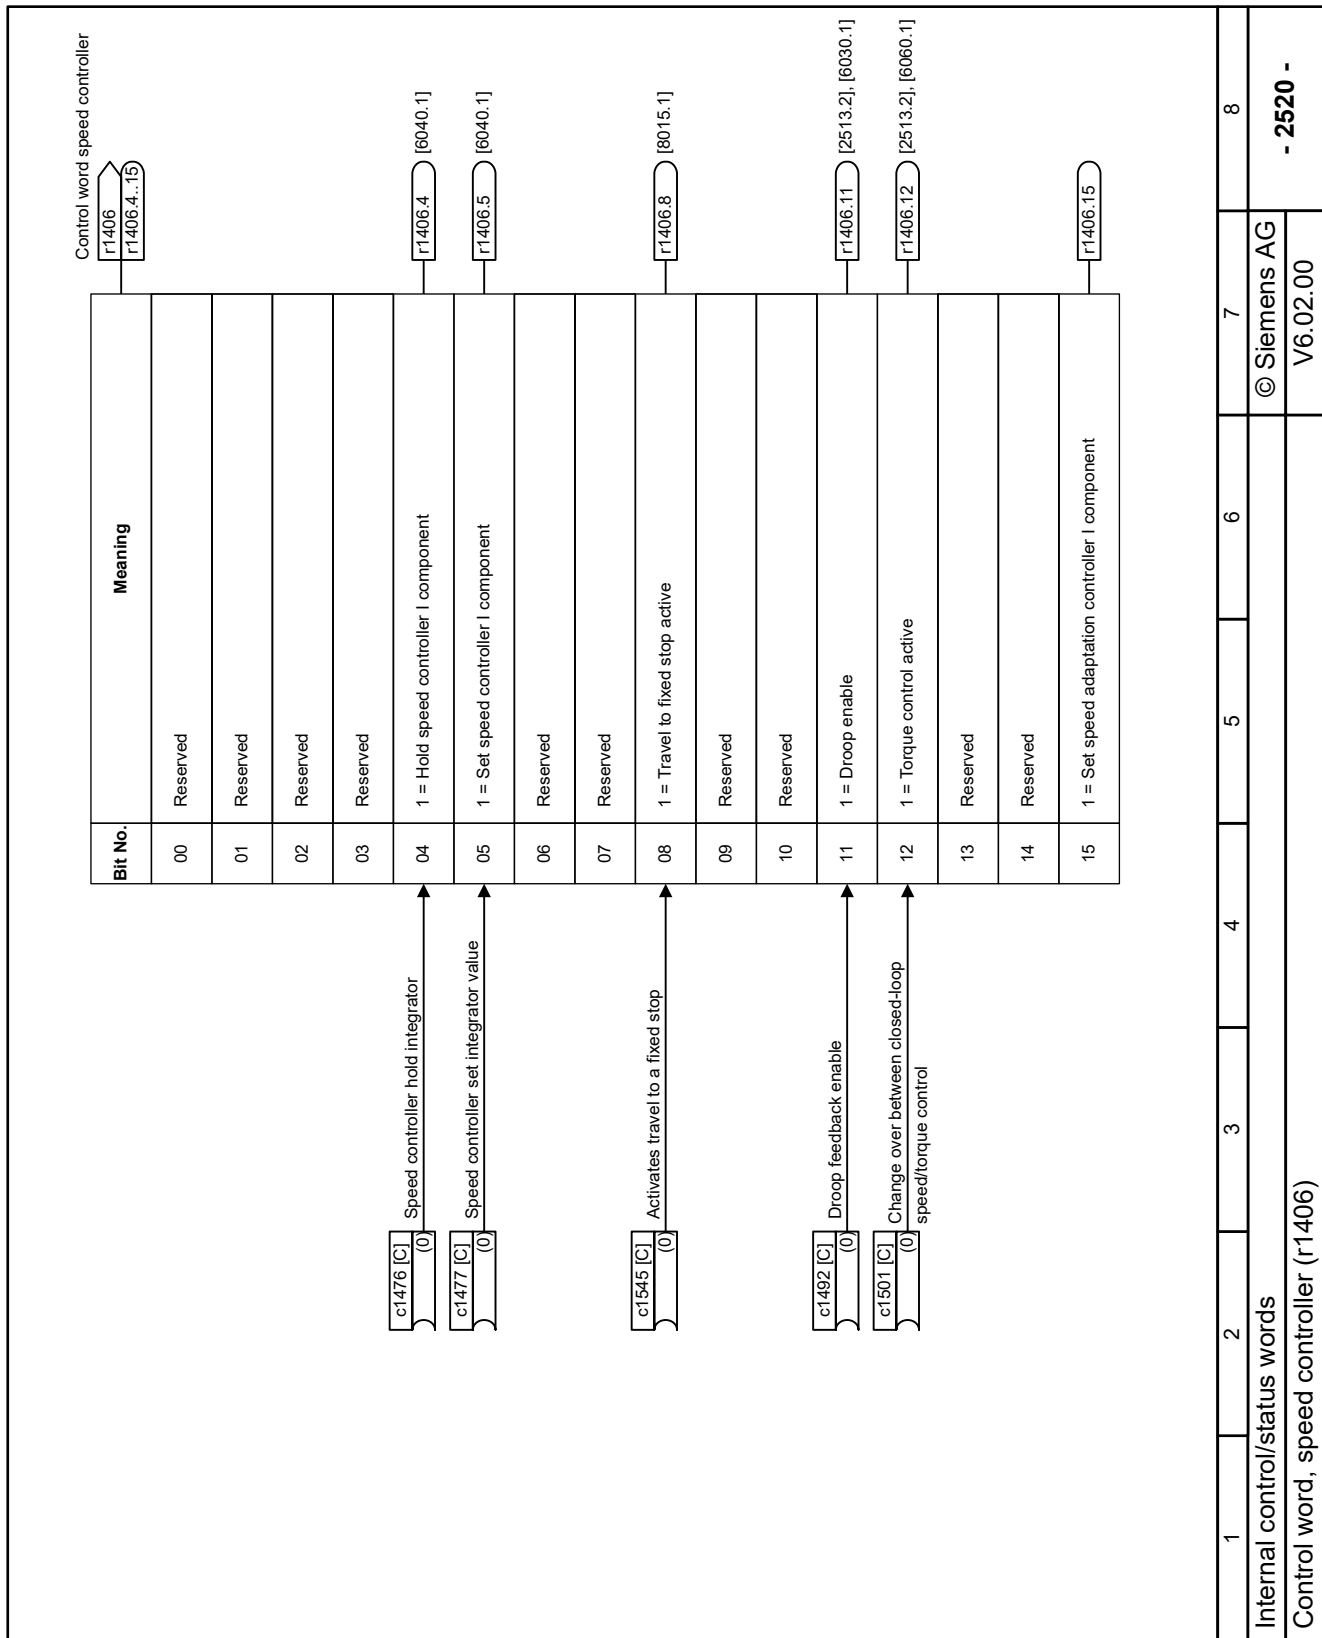 Control word speed controller
r1406
r1406.4..15
Bit No. Meaning
00 Reserved
01 Reserved
02 Reserved
03 Reserved
c1476 [C]
(0)
Speed controller hold integrator
04 1 = Hold speed controller I component
r1406.4 [6040.1]
c1477 [C]
(0)
Speed controller set integrator value
05 1 = Set speed controller I component
r1406.5 [6040.1]
06 Reserved
07 Reserved
c1545 [C]
(0)
Activates travel to a fixed stop
08 1 = Travel to fixed stop active
r1406.8 [8015.1]
09 Reserved
10 Reserved
c1492 [C]
(0)
Droop feedback enable
11 1 = Droop enable
r1406.11 [2513.2], [6030.1]
c1501 [C]
(0)
Change over between closed-loop
speed/torque control
12 1 = Torque control active
r1406.12 [2513.2], [6060.1]
13 Reserved
14 Reserved
15 1 = Set speed adaptation controller I component
r1406.15
1 2 3 4 5 6 7 8
Internal control/status words
© Siemens AG
- 2520 -
Control word, speed controller (r1406)
V6.02.00